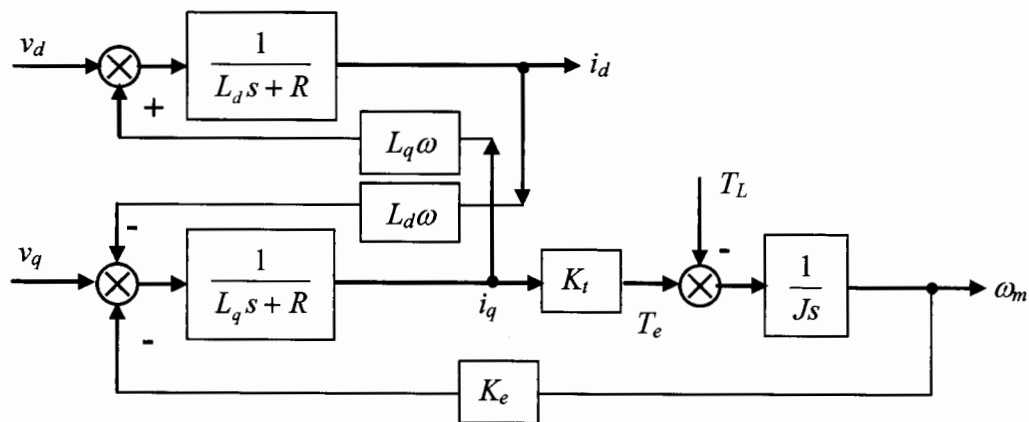 v_d
1
L_d s + R
i_d
+
L_q ω
L_d ω
T_L
-
-
v_q
1
L_q s + R
i_q
K_t
T_e
1
Js
ω_m
-
K_e